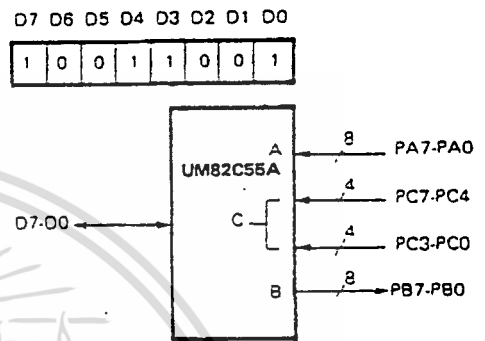 D7 D6 D5 D4 D3 D2 D1 D0
1 0 0 1 1 0 0 1
A 8 PA7-PA0
UM82C55A
4 PC7-PC4
D7-D0 C
4 PC3-PC0
B 8 PB7-PB0